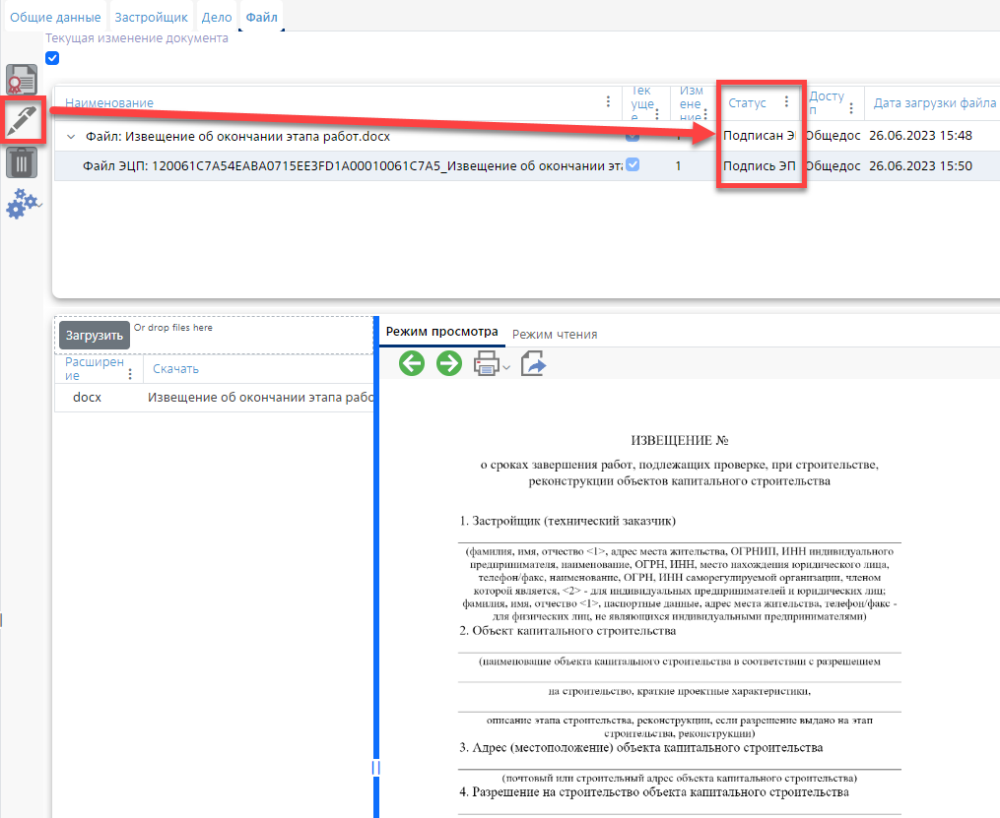 Общие данные Застройщик Дело Файл
Текущая изменение документа
Наименование Тек уще е Изм ене ние Статус Досту п Дата загрузки файла
Файл: Извещение об окончании этапа работ.docx 1 Подписан Э Общедос 26.06.2023 15:48
Файл ЭЦП: 120061C7A54EABA0715EE3FD1A00010061C7A5_Извещение об окончании эта 1 Подпись ЭП Общедос 26.06.2023 15:50
Загрузить Or drop files here
Расширен ие Скачать
docx Извещение об окончании этапа рабо
Режим просмотра Режим чтения
ИЗВЕЩЕНИЕ №
о сроках завершения работ, подлежащих проверке, при строительстве,
реконструкции объектов капитального строительства
1. Застройщик (технический заказчик)
(фамилия, имя, отчество <1>, адрес места жительства, ОГРНИП, ИНН индивидуального
предпринимателя, наименование, ОГРН, ИНН, место нахождения юридического лица,
телефон/факс, наименование, ОГРН, ИНН саморегулируемой организации, членом
которой является, <2> - для индивидуальных предпринимателей и юридических лиц;
фамилия, имя, отчество <1>, паспортные данные, адрес места жительства, телефон/факс -
для физических лиц, не являющихся индивидуальными предпринимателями)
2. Объект капитального строительства
(наименование объекта капитального строительства в соответствии с разрешением
на строительство, краткие проектные характеристики,
описание этапа строительства, реконструкции, если разрешение выдано на этап
строительства, реконструкции)
3. Адрес (местоположение) объекта капитального строительства
(почтовый или строительный адрес объекта капитального строительства)
4. Разрешение на строительство объекта капитального строительства